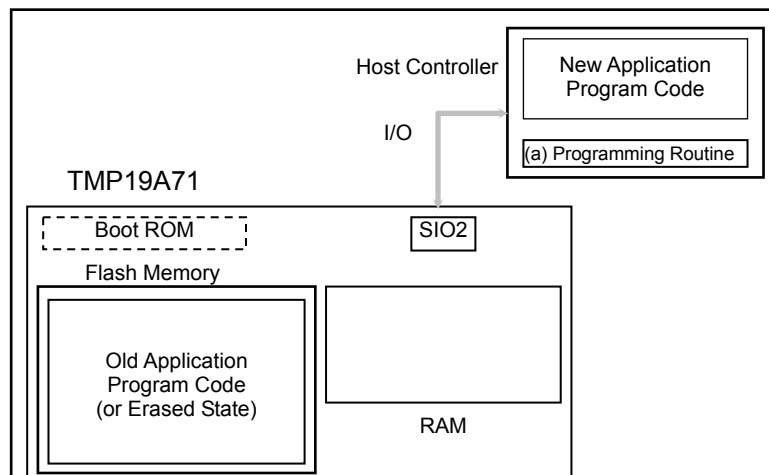 Host Controller
New Application
Program Code
I/O
(a) Programming Routine
TMP19A71
Boot ROM
SIO2
Flash Memory
Old Application
Program Code
(or Erased State)
RAM